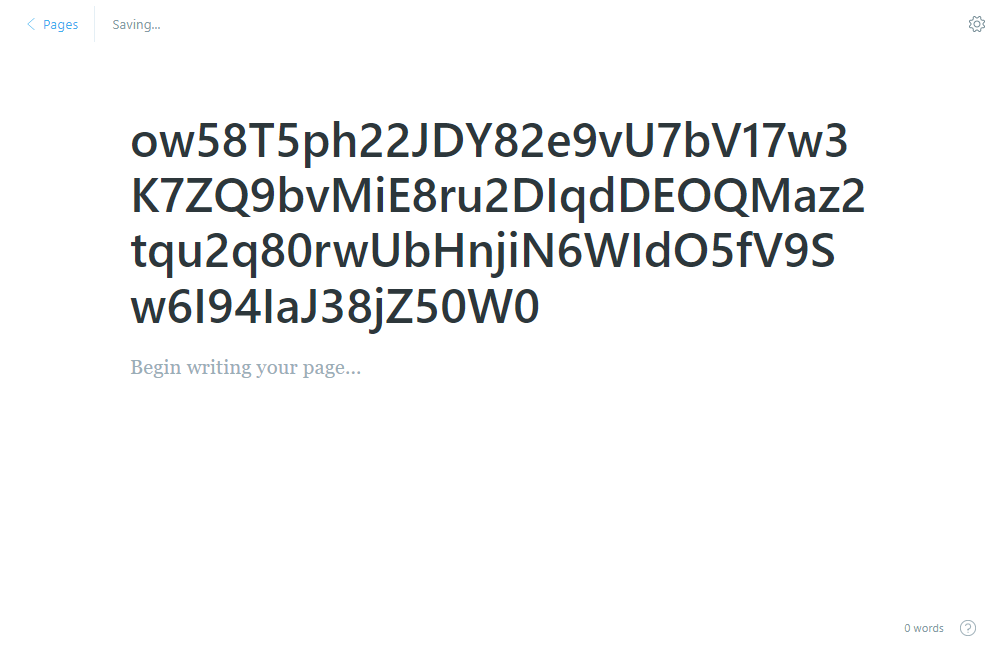 Pages
Saving...
ow58T5ph22JDY82e9vU7bV17w3
K7ZQ9bvMiE8ru2DIqdDEOQMaz2
tqu2q80rwUbHnjiN6WIdO5fV9S
w6I94IaJ38jZ50W0
Begin writing your page...
0 words
?